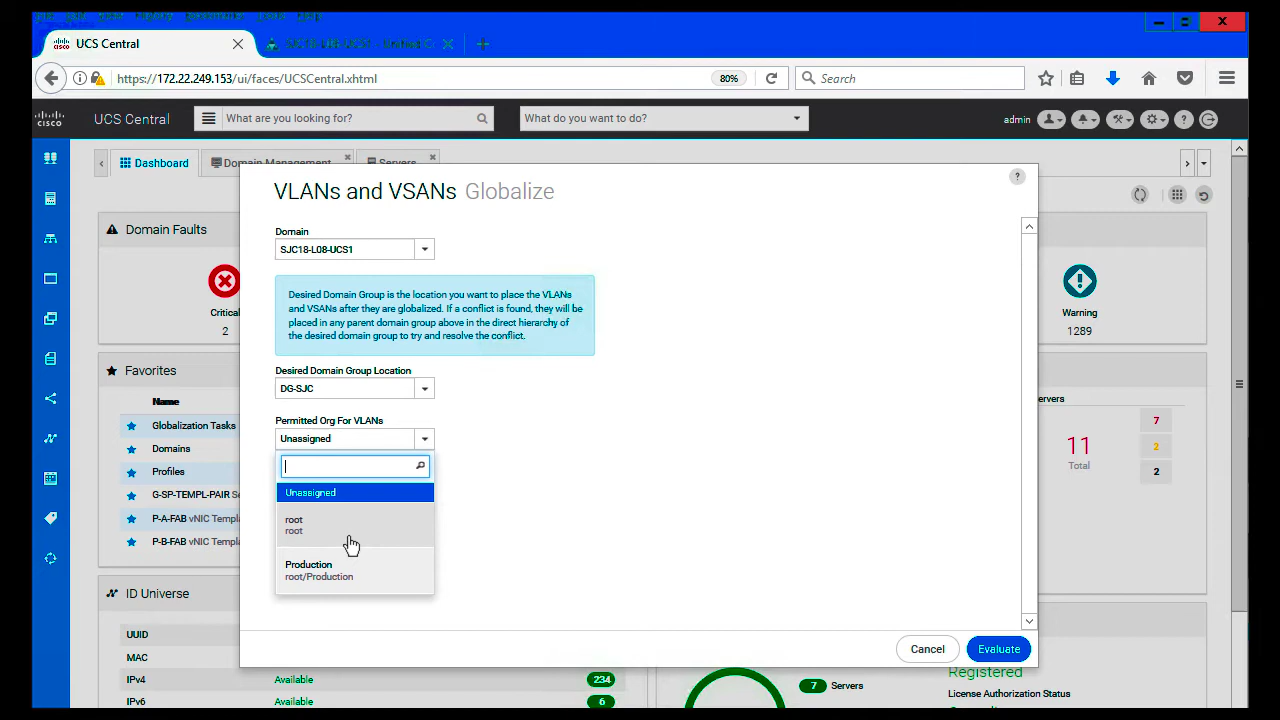 UCS Central
https://172.22.249.153/ui/faces/UCSCentral.xhtml
80%
Search
CISCO
UCS Central
What are you looking for?
What do you want to do?
admin
Dashboard
Domain Management
Servers
VLANs and VSANs Globalize
Domain Faults
Domain
SJC18-L08-UCS1
Desired Domain Group is the location you want to place the VLANs
and VSANs after they are globalized. If a conflict is found, they will be
placed in any parent domain group above in the direct hierarchy of
the desired domain group to try and resolve the conflict.
Critical
2
Warning
1289
Favorites
Desired Domain Group Location
DG-SJC
Name
Globalization Tasks
Domains
Profiles
G-SP-TEMPL-PAIR
P-A-FAB vNIC Templ
P-B-FAB vNIC Templ
Permitted Org For VLANs
Unassigned
Unassigned
root
root
Production
root/Production
ervers
7
11
Total
2
2
ID Universe
UUID
MAC
IPv4
Available
234
IPv6
Available
6
Cancel
Evaluate
7
Servers
Registered
License Authorization Status